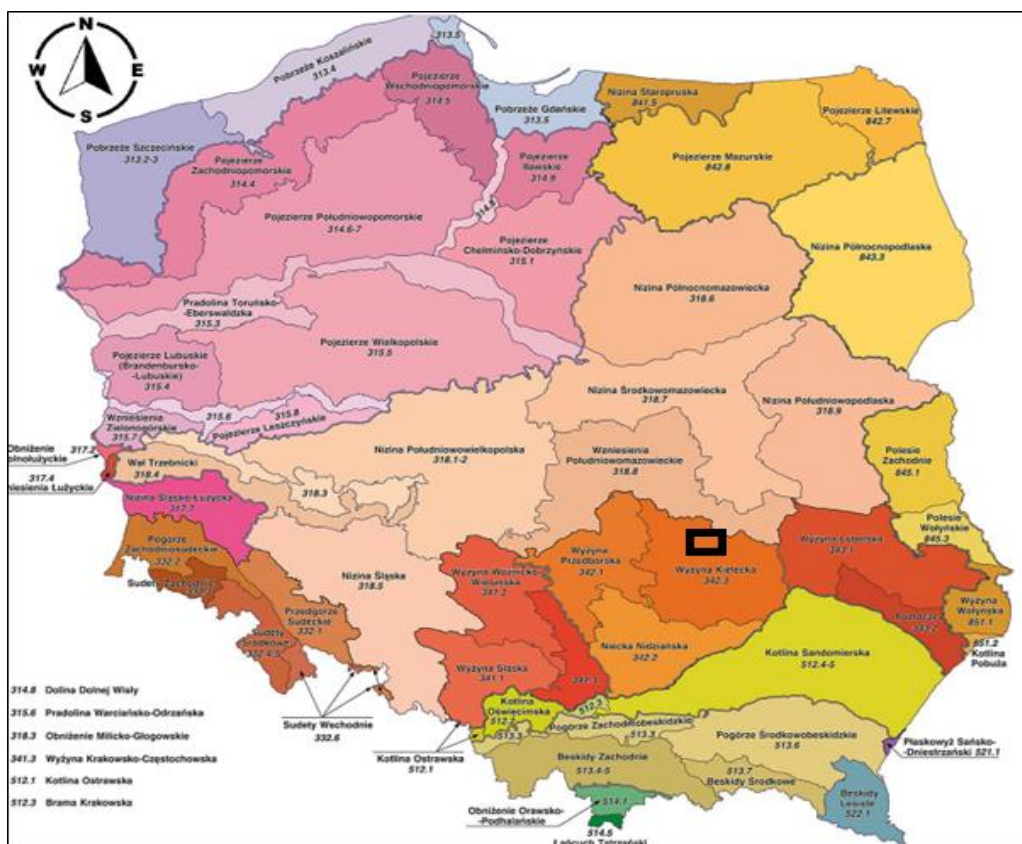 N
W
E
S
Pobrzeże Koszalińskie
313.4
313.5
Pojezierze
Wschodniopomorskie
314.5
Pobrzeże Gdańskie
313.5
Nizina Staropruska
841.5
Pojezierze Litewskie
842.7
Pobrzeże Szczecińskie
313.2-3
Pojezierze
Zachodniopomorskie
314.4
Pojezierze
Iławskie
314.9
Pojezierze Mazurskie
842.8
Pojezierze Południowopomorskie
314.6-7
314.8
Pojezierze
Chełmińsko-Dobrzyńskie
315.1
Nizina Północnopodlaska
843.3
Nizina Północnomazowiecka
318.6
Pradolina Toruńsko-
-Eberswaldzka
315.3
Pojezierze Wielkopolskie
315.5
Pojezierze Lubuskie
(Brandenbursko-
-Lubuskie)
315.4
Nizina Środkowomazowiecka
318.7
Nizina Południowopodlaska
318.9
315.6
315.8
Pojezierze Leszczyńskie
Wzniesienia
Zielonogórskie
315.7
Obniżenie
olnołużyckie
317.2
317.4
niesienia Łużyckie
Wał Trzebnicki
318.4
318.3
Nizina Południowowielkopolska
318.1-2
Wzniesienia
Południowomazowieckie
318.8
Polesie
Zachodnie
845.1
Polesie
Wołyńskie
845.3
Nizina Śląsko-Łużycka
317.7
Pogórze
Zachodniosudeckie
332.2
Sudety Zachodnie
Sudety
Środkowe
332.4-5
Przedgórze
Sudeckie
332.1
Nizina Śląska
318.5
Wyżyna Woźnicko-
Wieluńska
341.2
Wyżyna
Przedborska
342.1
Wyżyna Kielecka
342.3
Wyżyna Lubelska
343.1
Roztocze
343.2
Wyżyna
Wołyńska
851.1
851.2
Kotlina
Pobuża
Niecka Nidziańska
342.2
Kotlina Sandomierska
512.4-5
Wyżyna Śląska
341.1
341.3
Kotlina
Oświęcimska
512.2
512.3
Sudety Wschodnie
332.6
Kotlina Ostrawska
512.1
513.3
Pogórze Zachodniobeskidzkie
513.3
Pogórze Środkowobeskidzkie
513.6
Płaskowyż Sańsko-
-Dniestrzański 521.1
Beskidy Zachodnie
513.4-5
513.7
Beskidy Środkowe
Beskidy
Lesiste
522.1
Obniżenie Orawsko-
-Podhalańskie
514.1
514.5
Łańcuch Tatrzański
314.8 Dolina Dolnej Wisły
315.6 Pradolina Warciańsko-Odrzańska
318.3 Obniżenie Milicko-Głogowskie
341.3 Wyżyna Krakowsko-Częstochowska
512.1 Kotlina Ostrawska
512.3 Brama Krakowska